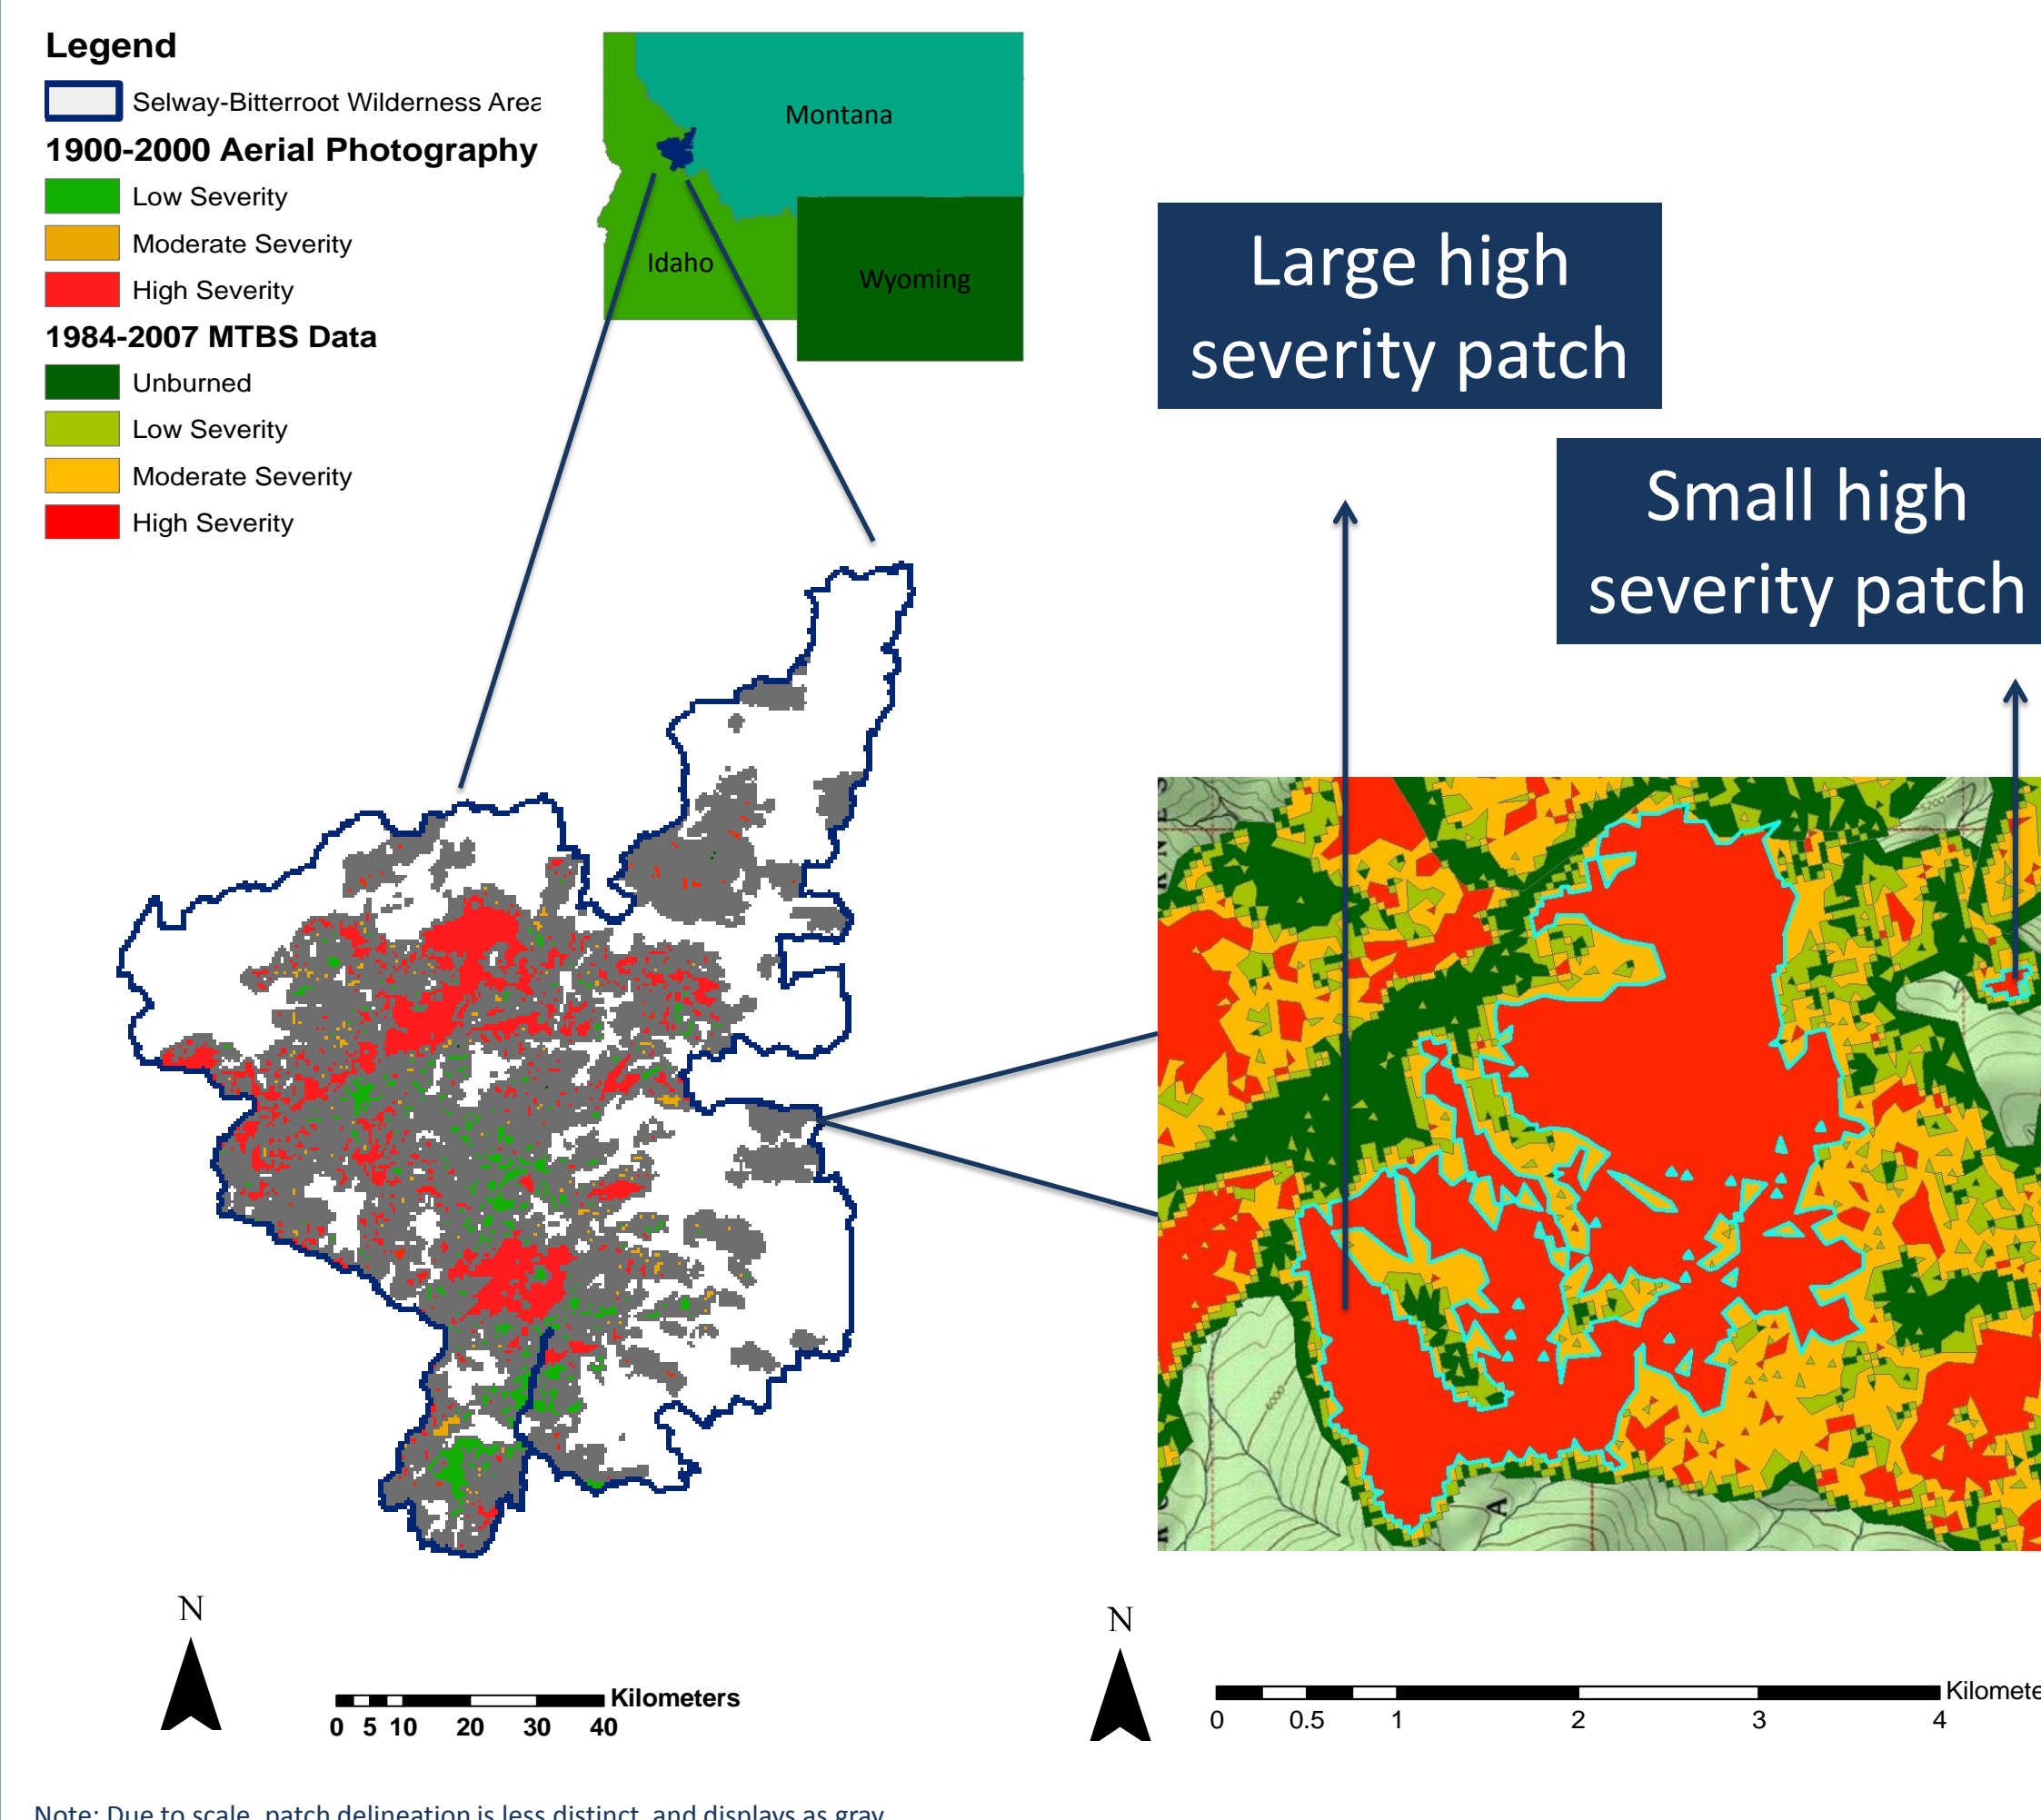 Legend
Selway-Bitterroot Wilderness Area
1900-2000 Aerial Photography
Low Severity
Moderate Severity
High Severity
1984-2007 MTBS Data
Unburned
Low Severity
Moderate Severity
High Severity
Montana
Idaho
Wyoming
Large high
severity patch
Small high
severity patch
5200
6000
A
N
Kilometers
0 5 10 20 30 40
N
Kilomete
0 0.5 1 2 3 4
Note: Due to scale, patch delineation is less distinct, and displays as gray